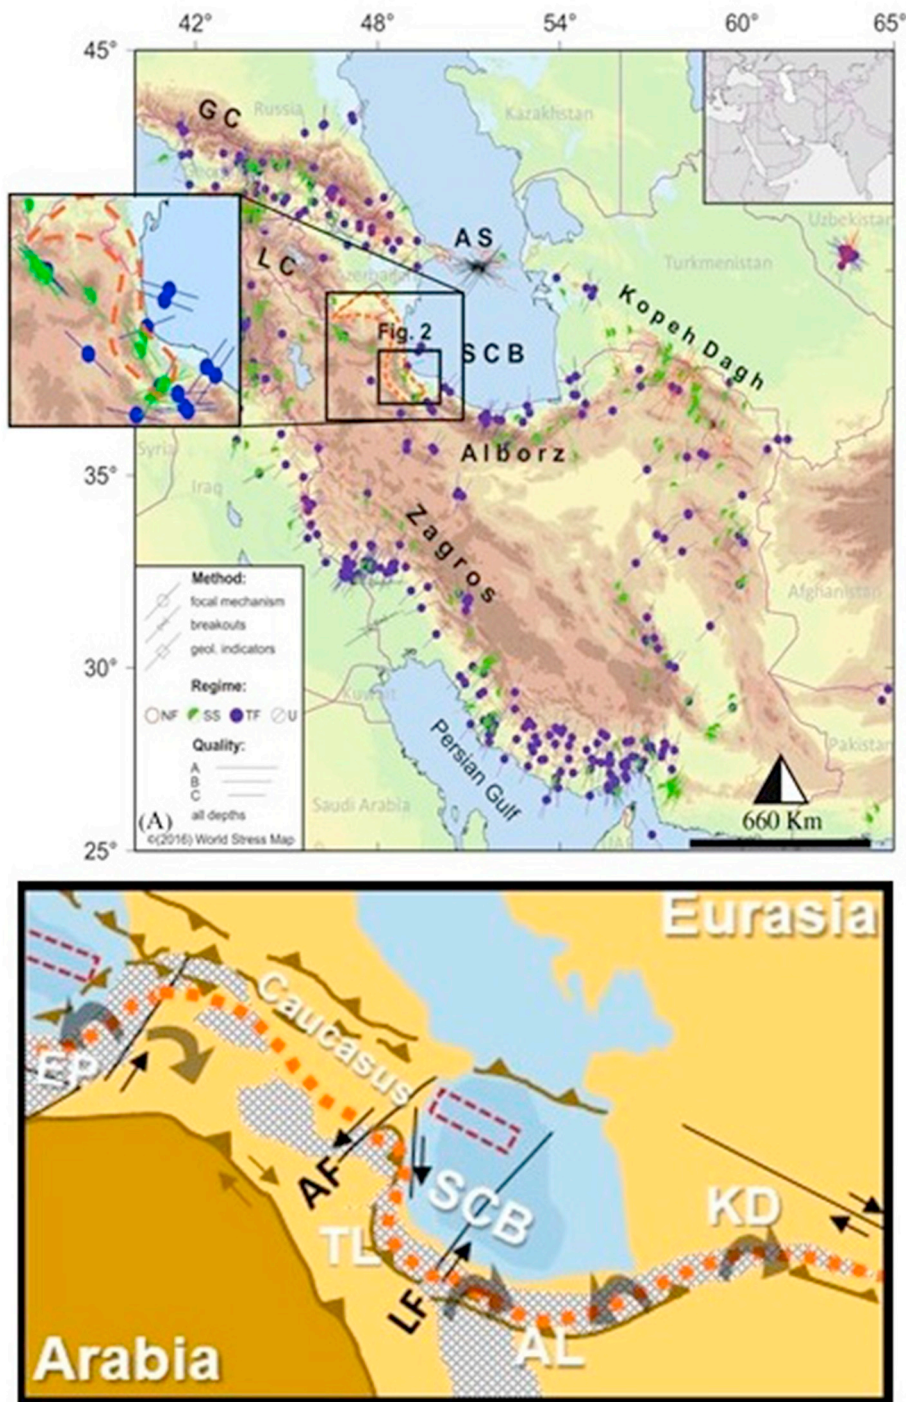 42° 48° 54° 60° 65°
45°
G C
Russia
Kazakhstan
Uzbekistan
A S
L C
Turkmenistan
Kopeh Dagh
Fig. 2
S C B
Alborz
Syria
35°
Iraq
Zagros
Afghanistan
Method:
focal mechanism
breakouts
geol. indicators
30°
Kuwait
Regime:
NF SS TF U
Persian Gulf
Pakistan
Quality:
A
B
C
Saudi Arabia
all depths
660 Km
(A)
©(2016) World Stress Map
25°
Eurasia
Caucasus
EP
AF
SCB
KD
TL
LF
AL
Arabia